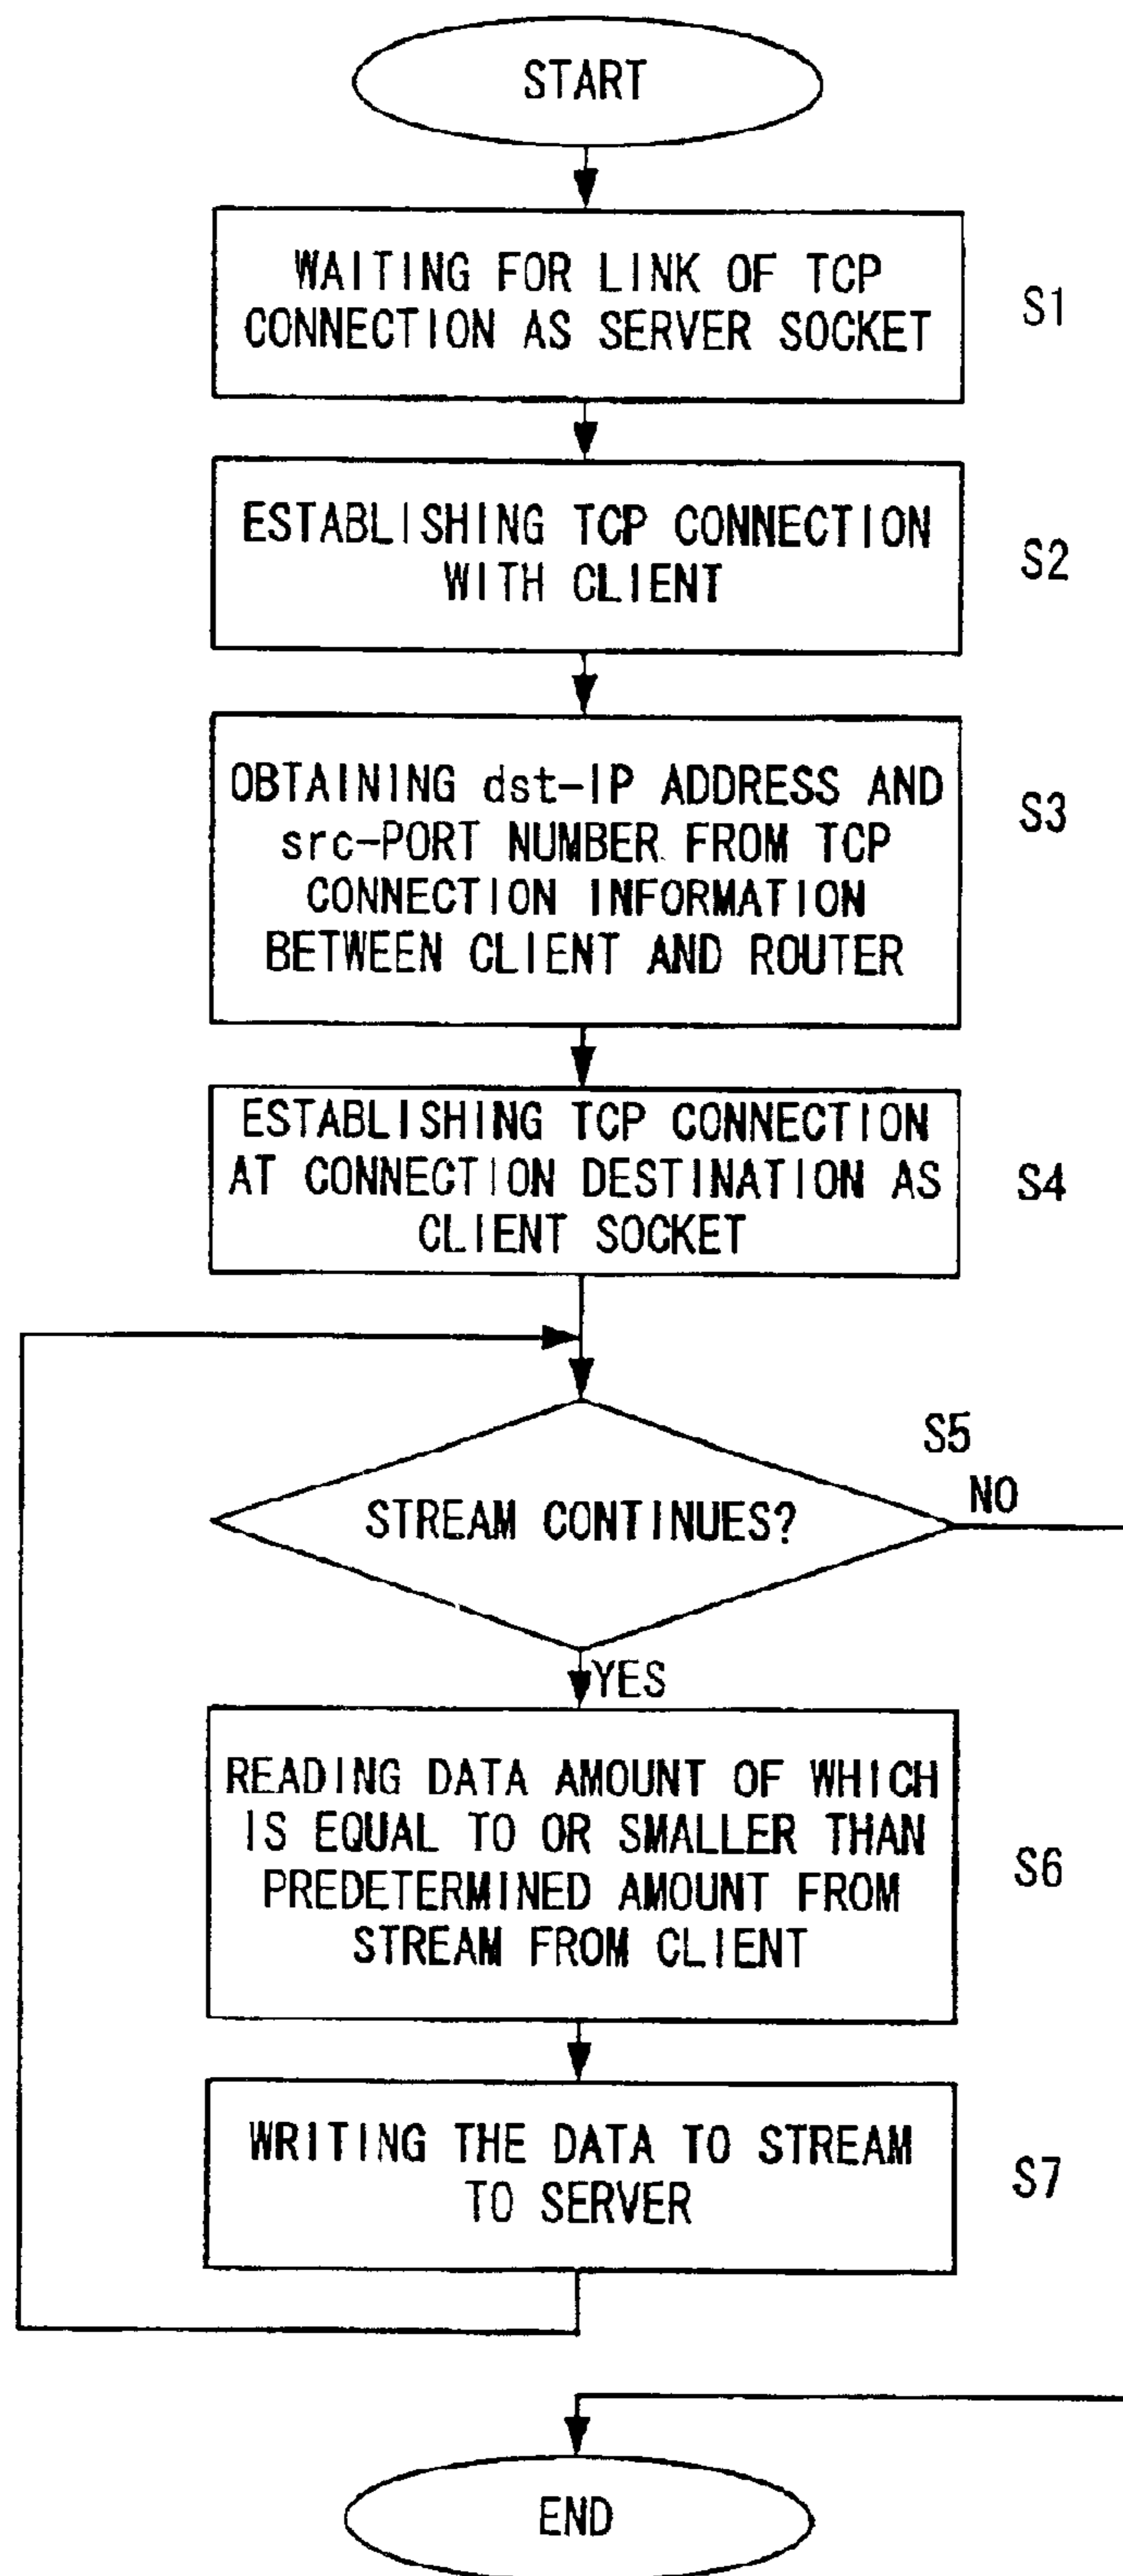 START
WAITING FOR LINK OF TCP
CONNECTION AS SERVER SOCKET
S1
ESTABLISHING TCP CONNECTION
WITH CLIENT
S2
OBTAINING dst-IP ADDRESS AND
src-PORT NUMBER FROM TCP
CONNECTION INFORMATION
BETWEEN CLIENT AND ROUTER
S3
ESTABLISHING TCP CONNECTION
AT CONNECTION DESTINATION AS
CLIENT SOCKET
S4
S5
STREAM CONTINUES?
NO
YES
READING DATA AMOUNT OF WHICH
IS EQUAL TO OR SMALLER THAN
PREDETERMINED AMOUNT FROM
STREAM FROM CLIENT
S6
WRITING THE DATA TO STREAM
TO SERVER
S7
END